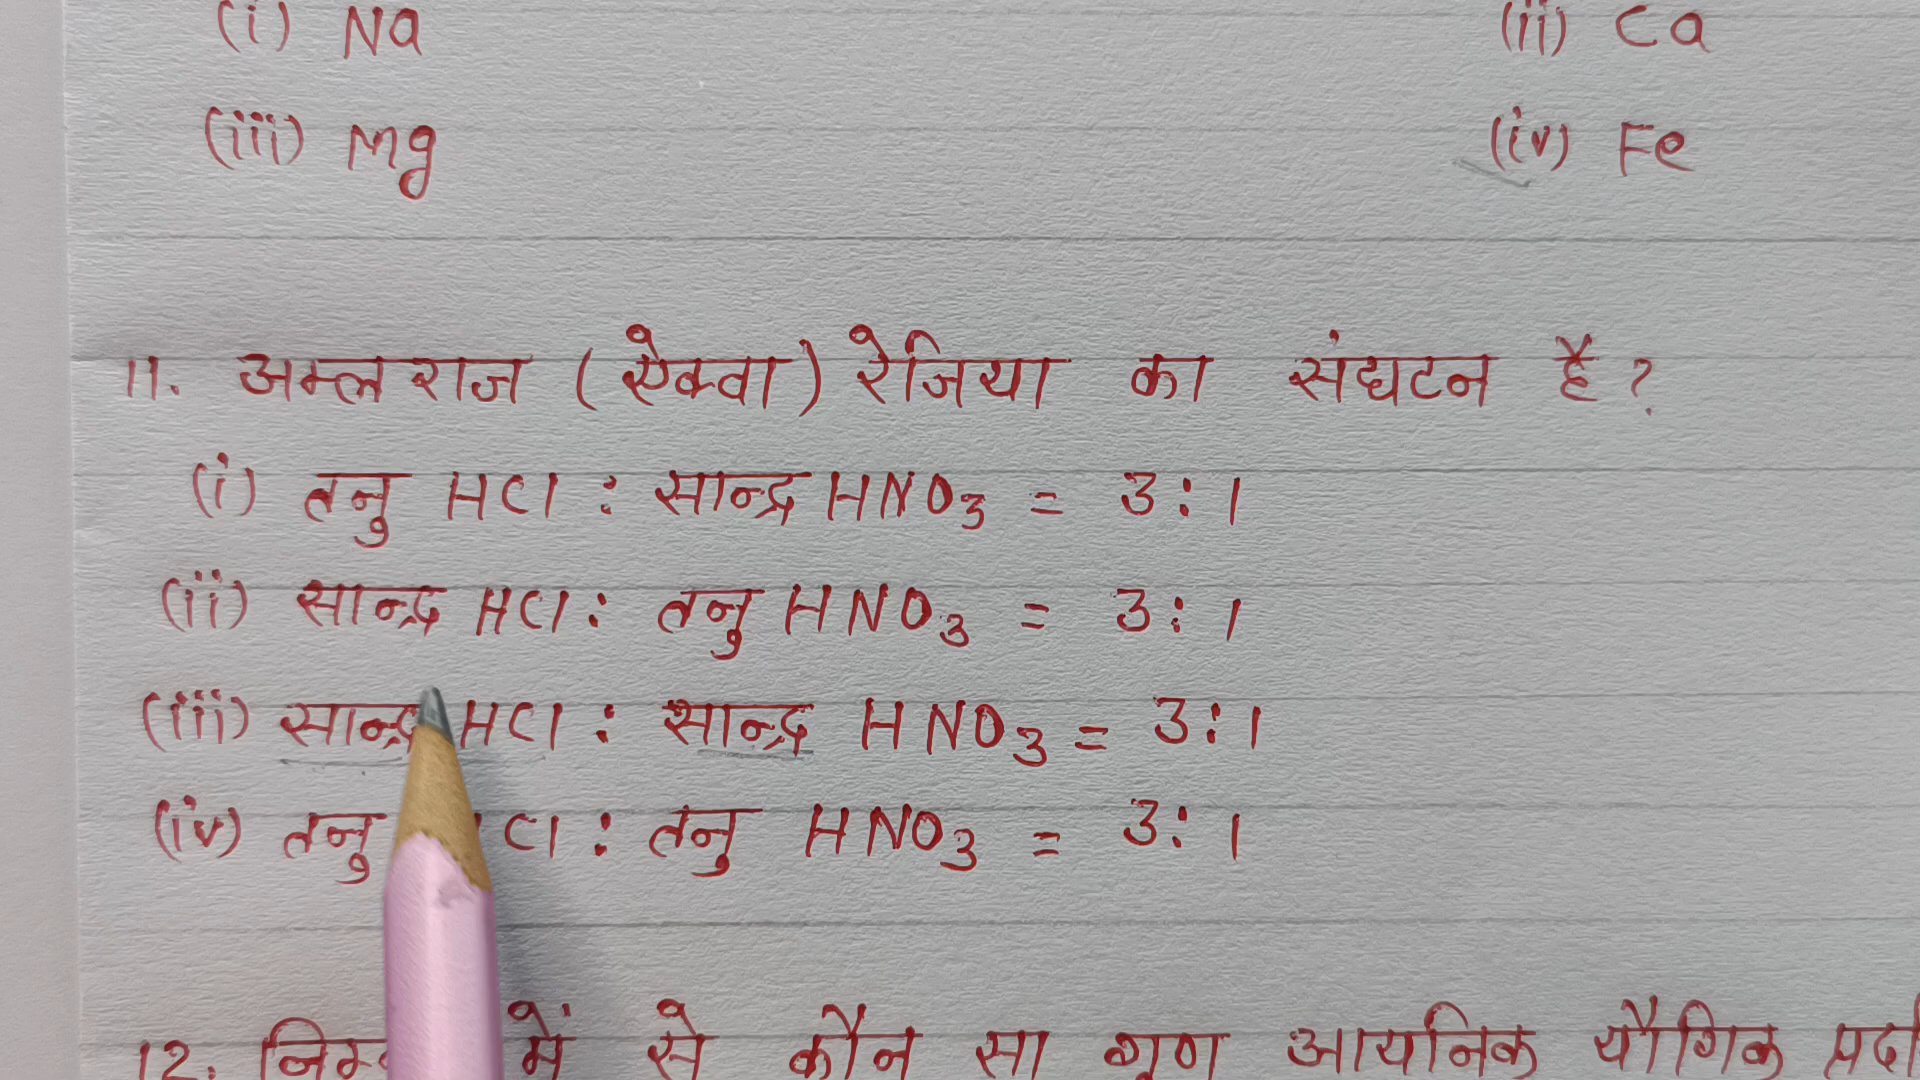 (i) Na (ii) Ca
(iii) Mg (iv) Fe
11. अम्लराज (ऐक्वा) रेजिया का संघटन है?
(i) तनु HCl : सान्द्र HNO₃ = 3:1
(ii) सान्द्र HCl : तनु HNO₃ = 3:1
(iii) सान्द्र HCl : सान्द्र HNO₃ = 3:1
(iv) तनु HCl : तनु HNO₃ = 3:1
12. में से कौन सा गुण आयनिक यौगिक